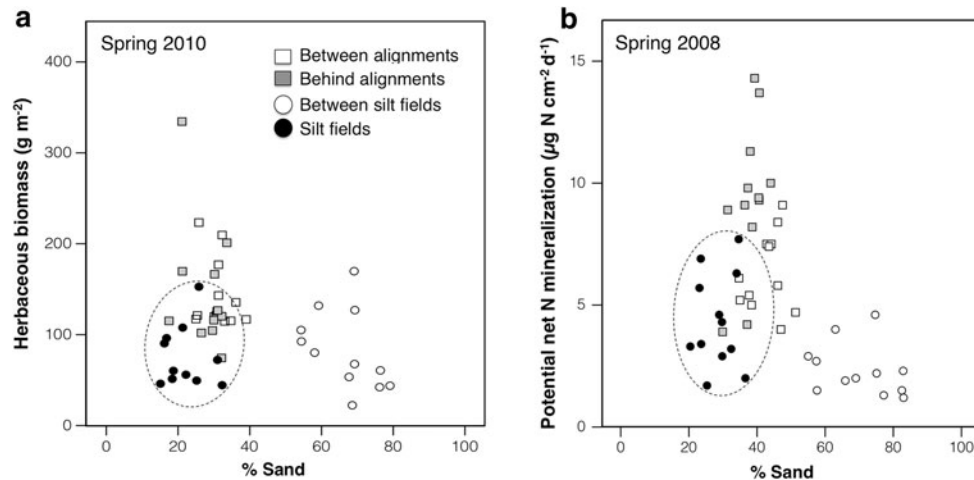 a
Spring 2010
Between alignments
Behind alignments
Between silt fields
Silt fields
Herbaceous biomass (g m⁻²)
400
300
200
100
0
0 20 40 60 80 100
% Sand
b
Spring 2008
Potential net N mineralization (µg N cm⁻² d⁻¹)
15
10
5
0
0 20 40 60 80 100
% Sand